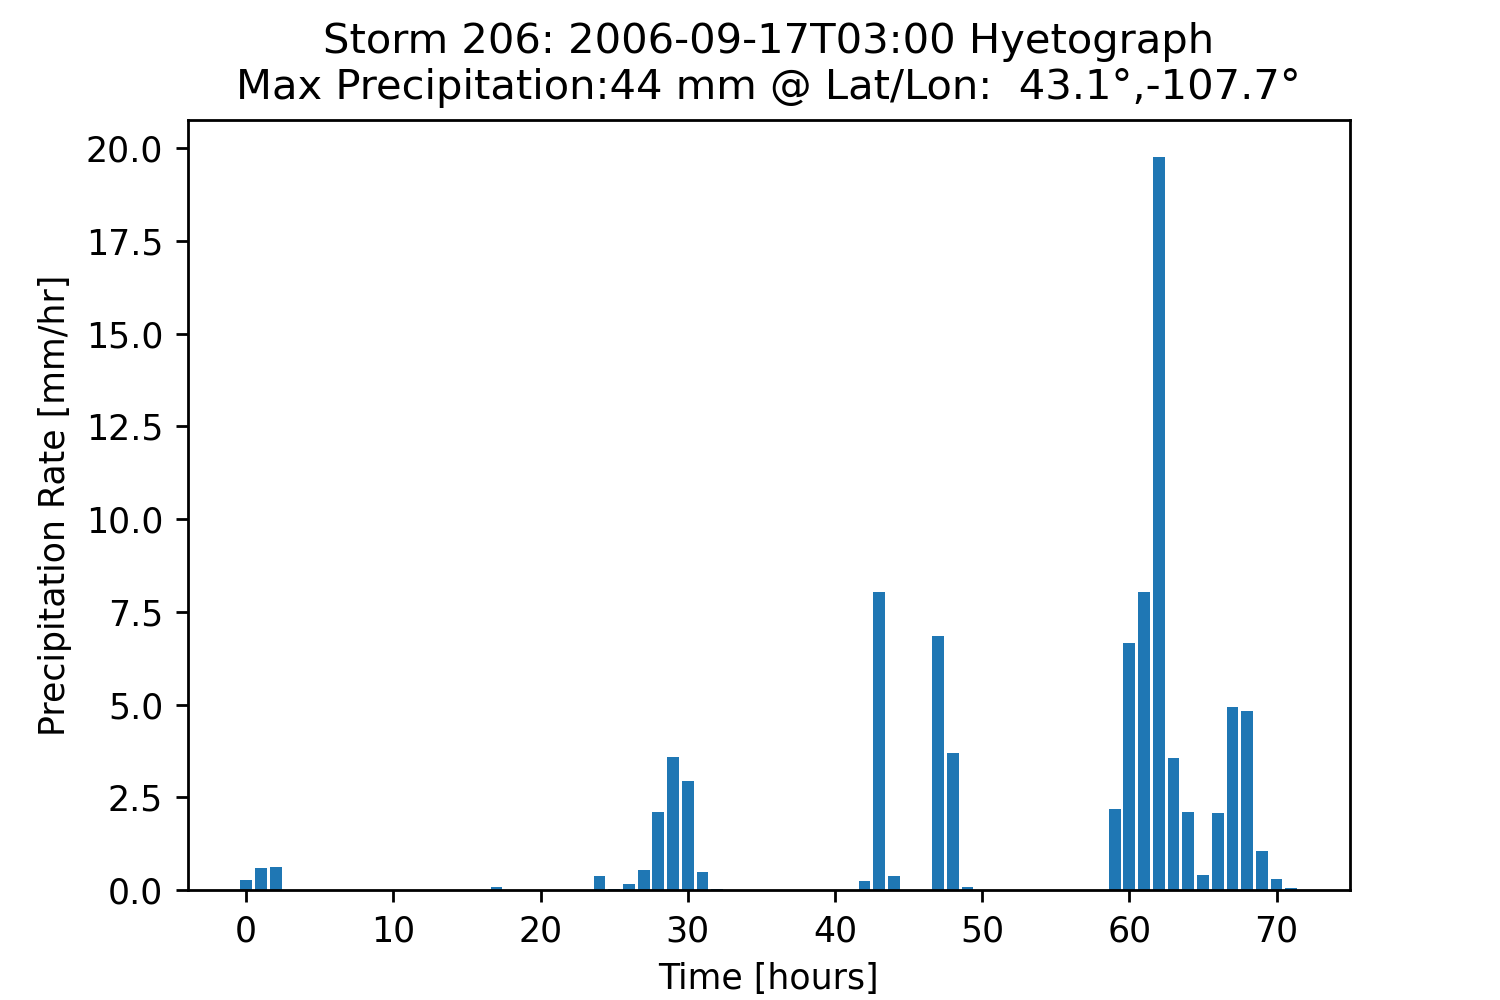 Storm 206: 2006-09-17T03:00 Hyetograph
Max Precipitation:44 mm @ Lat/Lon:  43.1°,-107.7°
Precipitation Rate [mm/hr]
20.0
17.5
15.0
12.5
10.0
7.5
5.0
2.5
0.0
0 10 20 30 40 50 60 70
Time [hours]